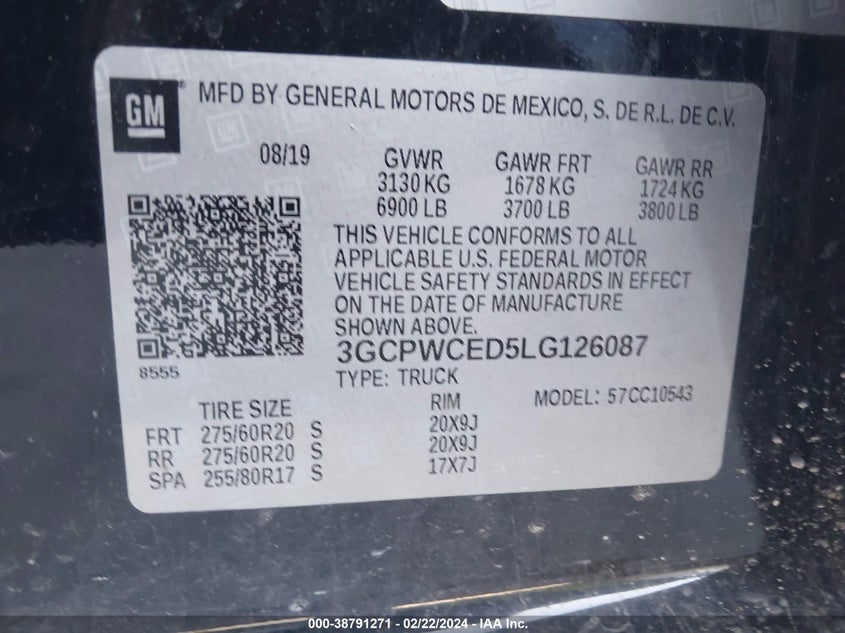 GM
MFD BY GENERAL MOTORS DE MEXICO, S. DE R.L. DE C.V.
08/19 GVWR GAWR FRT GAWR RR
3130 KG 1678 KG 1724 KG
6900 LB 3700 LB 3800 LB
THIS VEHICLE CONFORMS TO ALL
APPLICABLE U.S. FEDERAL MOTOR
VEHICLE SAFETY STANDARDS IN EFFECT
ON THE DATE OF MANUFACTURE
SHOWN ABOVE.
3GCPWCED5LG126087
8555 TYPE: TRUCK
TIRE SIZE RIM MODEL: 57CC10543
FRT 275/60R20 S 20X9J
RR 275/60R20 S 20X9J
SPA 255/80R17 S 17X7J
000-38791271 - 02/22/2024 - IAA Inc.